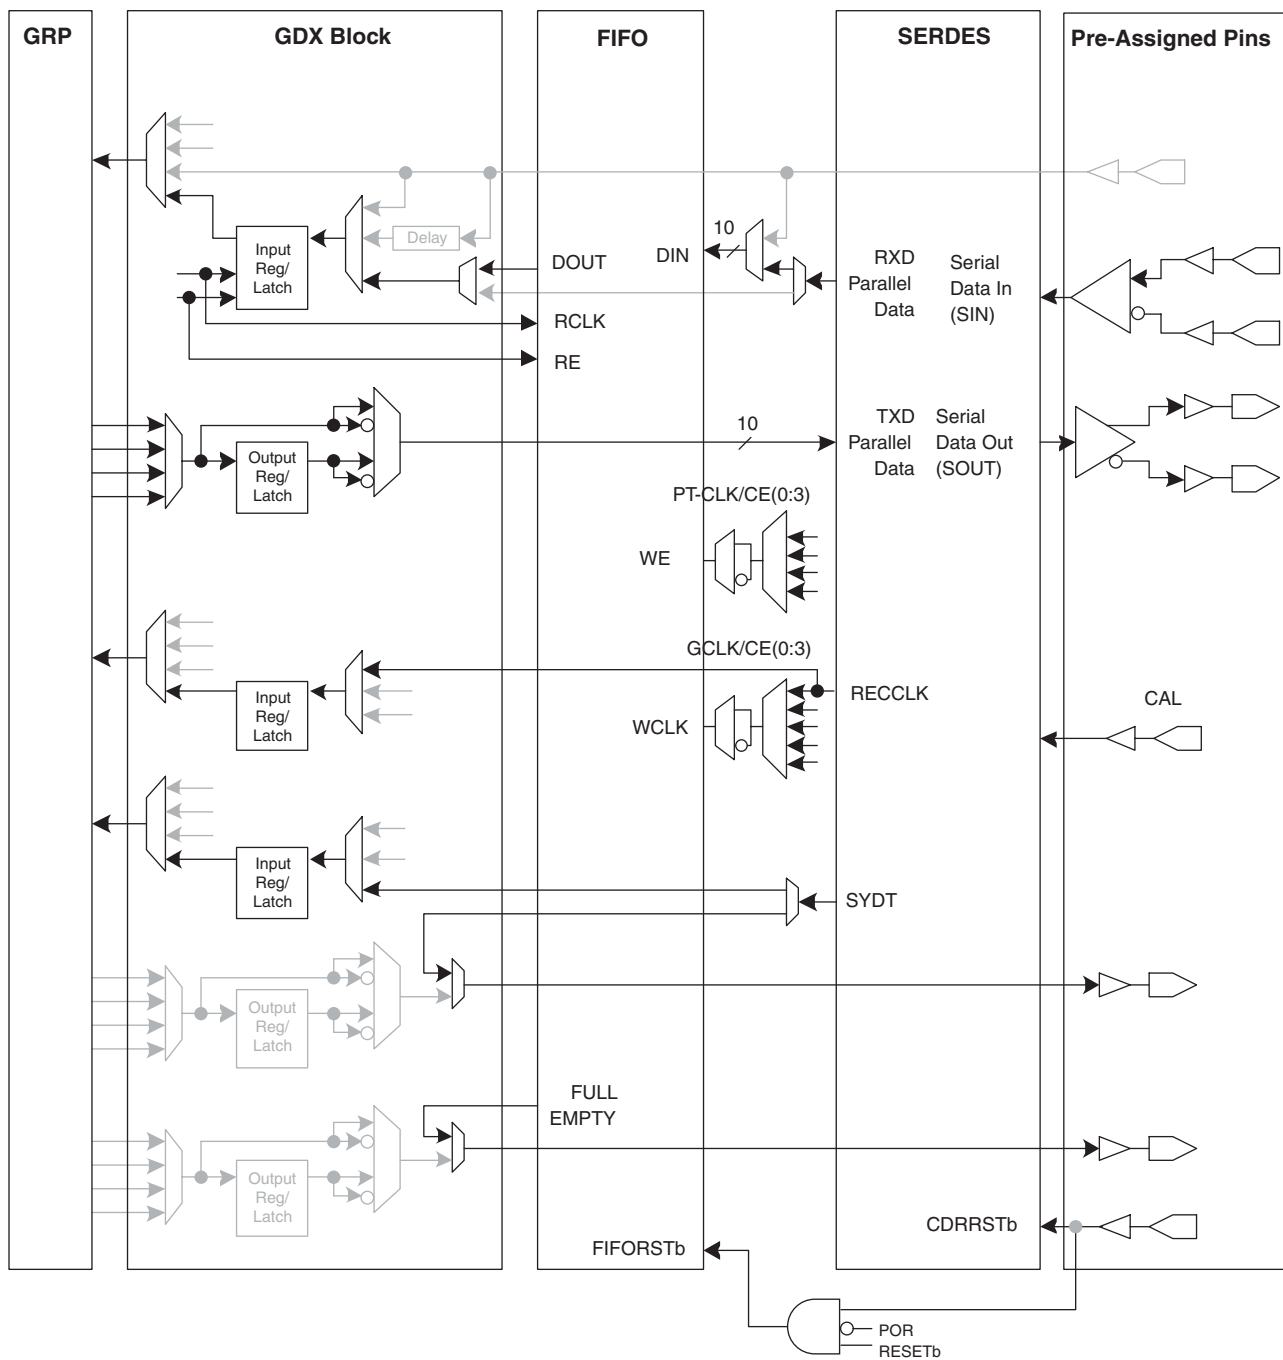 GRP
GDX Block
FIFO
SERDES
Pre-Assigned Pins
Delay
Input
Reg/
Latch
10
DIN
DOUT
RCLK
RE
RXD
Parallel
Data
Serial
Data In
(SIN)
Output
Reg/
Latch
10
TXD
Parallel
Data
Serial
Data Out
(SOUT)
PT-CLK/CE(0:3)
WE
GCLK/CE(0:3)
Input
Reg/
Latch
WCLK
RECCLK
CAL
Input
Reg/
Latch
SYDT
Output
Reg/
Latch
FULL
EMPTY
Output
Reg/
Latch
CDRRSTb
FIFORSTb
POR
RESETb